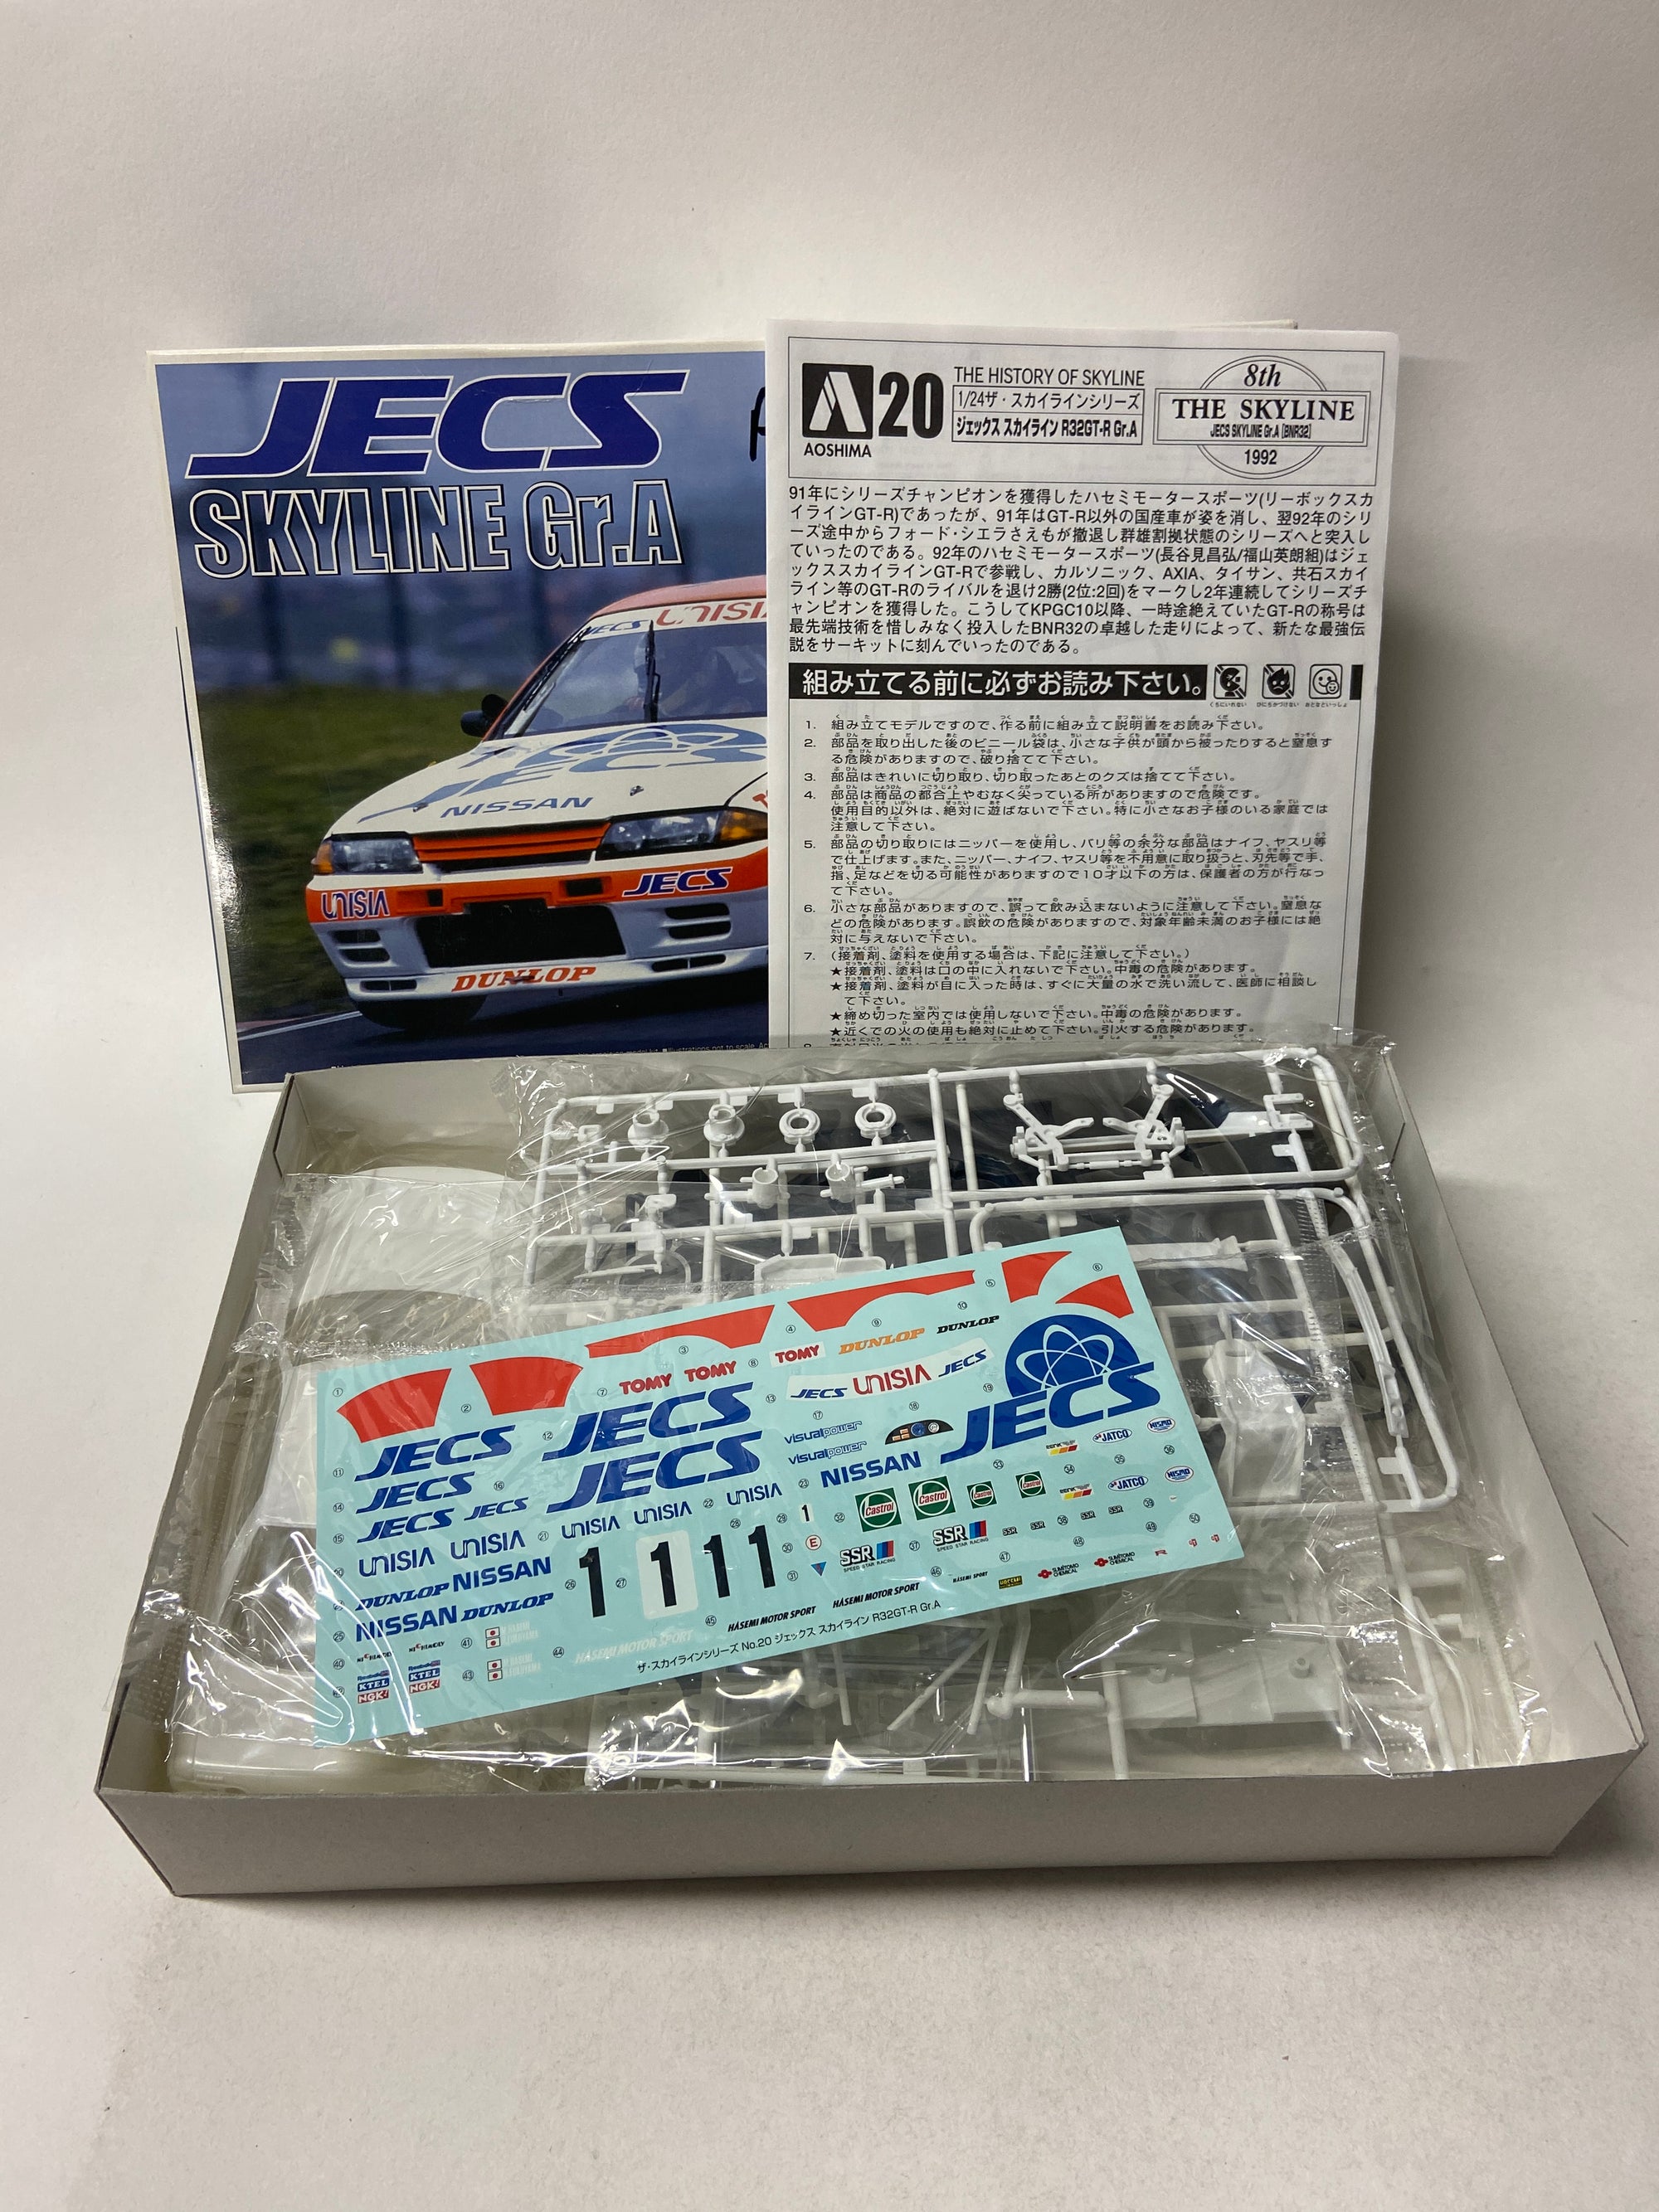 JECS
SKYLINE Gr.A
JECS UNISIA
JECS
NISSAN
UNISIA
JECS
DUNLOP
AOSHIMA
20
THE HISTORY OF SKYLINE
1/24ザ・スカイラインシリーズ
ジェックス スカイライン R32GT-R Gr.A
8th
THE SKYLINE
JECS SKYLINE Gr.A [BNR32]
1992
91年にシリーズチャンピオンを獲得したハセミモータースポーツ(リーボックスカ
イラインGT-R)であったが、91年はGT-R以外の国産車が姿を消し、翌92年のシリ
ーズ途中からフォード・シエラさえもが撤退し群雄割拠状態のシリーズへと突入し
ていったのである。92年のハセミモータースポーツ(長谷見昌弘/福山英朗組)はジェ
ックススカイラインGT-Rで参戦し、カルソニック、AXIA、タイサン、共石スカイ
ライン等のGT-Rのライバルを退け2勝(2位:2回)をマークし2年連続してシリーズチ
ャンピオンを獲得した。こうしてKPGC10以降、一時途絶えていたGT-Rの称号は
最先端技術を惜しみなく投入したBNR32の卓越した走りによって、新たな最強伝
説をサーキットに刻んでいったのである。
組み立てる前に必ずお読み下さい。
1. 組み立てモデルですので、作る前に組み立て説明書をお読み下さい。
2. 部品を取り出した後のビニール袋は、小さな子供が頭から被ったりすると窒息す
る危険がありますので、破り捨てて下さい。
3. 部品はきれいに切り取り、切り取ったあとのクズは捨てて下さい。
4. 部品は商品の都合上やむなく尖っている所がありますので危険です。
使用目的以外は、絶対に遊ばないで下さい。特に小さなお子様のいる家庭では
注意して下さい。
5. 部品の切り取りにはニッパーを使用し、バリ等の余分な部品はナイフ、ヤスリ等
で仕上げます。また、ニッパー、ナイフ、ヤスリ等を不用意に取り扱うと、刃先等で手、
指、足などを切る可能性がありますので10才以下の方は、保護者の方が行なっ
て下さい。
6. 小さな部品がありますので、誤って飲み込まないように注意して下さい。窒息な
どの危険があります。誤飲の危険がありますので、対象年齢未満のお子様には絶
対に与えないで下さい。
7. (接着剤、塗料を使用する場合は、下記に注意して下さい。)
★接着剤、塗料は口の中に入れないで下さい。中毒の危険があります。
★接着剤、塗料が目に入った時は、すぐに大量の水で洗い流して、医師に相談し
て下さい。
★締め切った室内では使用しないで下さい。中毒の危険があります。
★近くでの火の使用も絶対に止めて下さい。引火する危険があります。
TOMY TOMY TOMY DUNLOP DUNLOP
JECS UNISIA JECS
JECS JECS
visualpower
visualpower
JECS
JECS JECS
NISSAN
JECS JECS
UNISIA UNISIA UNISIA UNISIA UNISIA
Castrol Castrol Castrol Castrol
JATCO NISMO
JATCO NISMO
DUNLOP NISSAN
NISSAN DUNLOP
1 1 1 1 1
SSR SPEED STAR RACING
SSR SPEED STAR RACING
SSR SSR SSR SSR
HASEMI MOTOR SPORT HASEMI MOTOR SPORT HASEMI MOTOR SPORT
SUMITOMO CHEMICAL
SUMITOMO CHEMICAL
HASEMI MOTOR SPORT
KTEL KTEL
NGK NGK
ザ・スカイラインシリーズ No.20 ジェックス スカイライン R32GT-R Gr.A